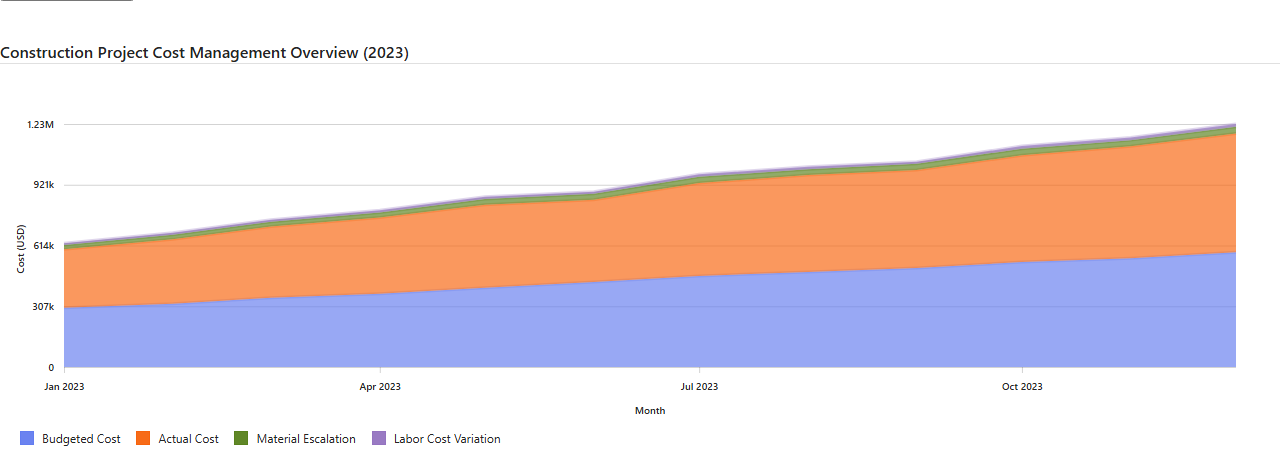 Construction Project Cost Management Overview (2023)
1.23M
921k
614k
307k
0
Cost (USD)
Jan 2023
Apr 2023
Jul 2023
Oct 2023
Month
Budgeted Cost
Actual Cost
Material Escalation
Labor Cost Variation